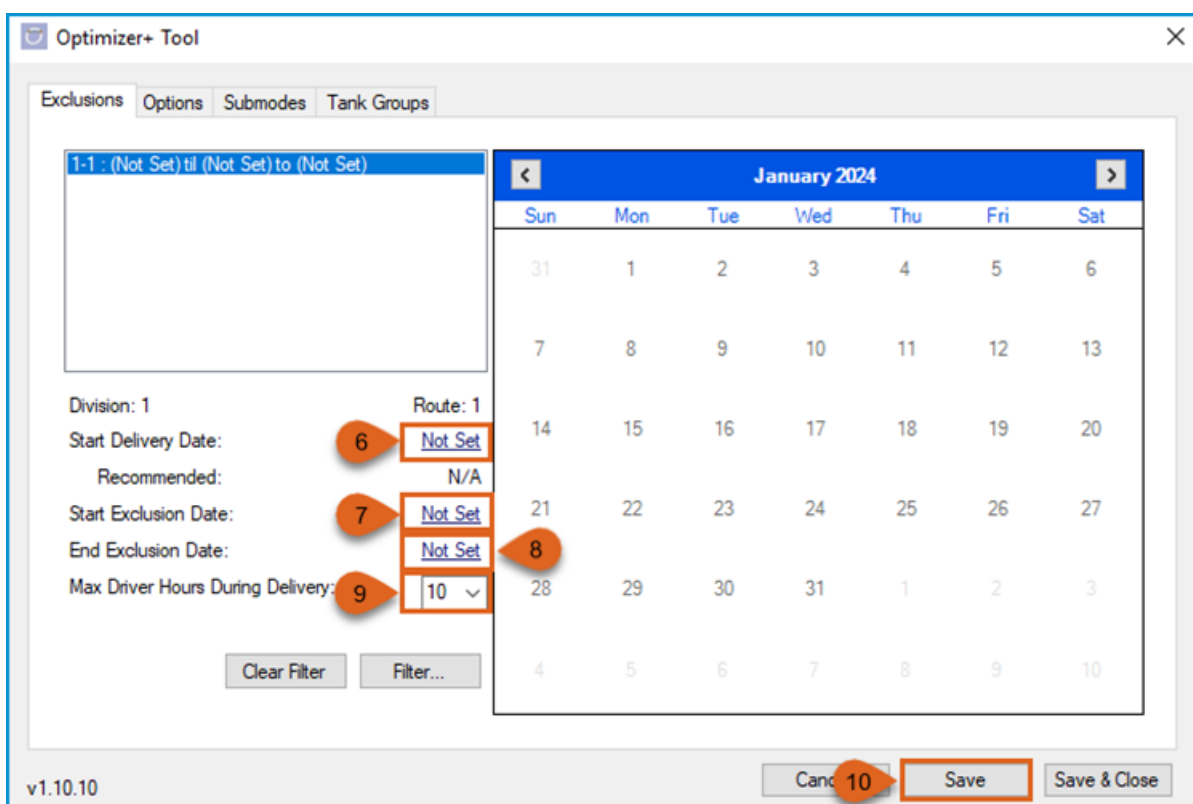 Optimizer+ Tool
Exclusions Options Submodes Tank Groups
1-1 : (Not Set) til (Not Set) to (Not Set)
January 2024
Sun Mon Tue Wed Thu Fri Sat
31 1 2 3 4 5 6
7 8 9 10 11 12 13
14 15 16 17 18 19 20
21 22 23 24 25 26 27
28 29 30 31 1 2 3
4 5 6 7 8 9 10
Division: 1 Route: 1
Start Delivery Date: 6 Not Set
Recommended: N/A
Start Exclusion Date: 7 Not Set
End Exclusion Date: Not Set 8
Max Driver Hours During Delivery: 9 10
Clear Filter Filter...
v1.10.10 10 Save Save & Close